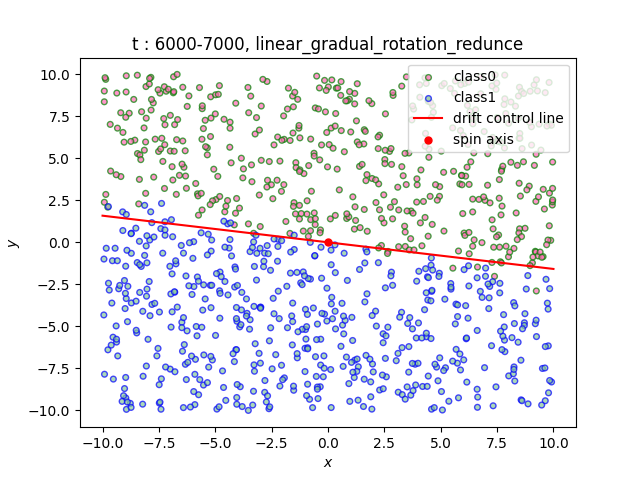 t : 6000-7000, linear_gradual_rotation_redunce
class0
class1
drift control line
spin axis
10.0
7.5
5.0
2.5
0.0
−2.5
−5.0
−7.5
−10.0
y
−10.0 −7.5 −5.0 −2.5 0.0 2.5 5.0 7.5 10.0
x